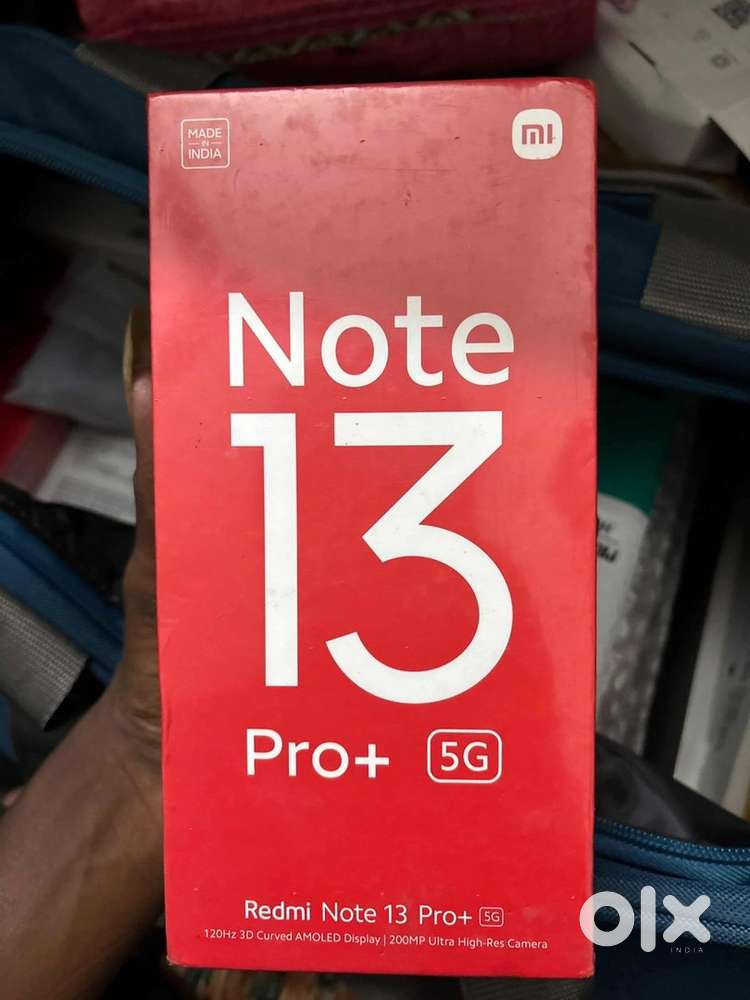 MADE
IN
INDIA
mi
Note
13
Pro+ 5G
Redmi Note 13 Pro+ 5G
120Hz 3D Curved AMOLED Display | 200MP Ultra High-Res Camera
olx
INDIA